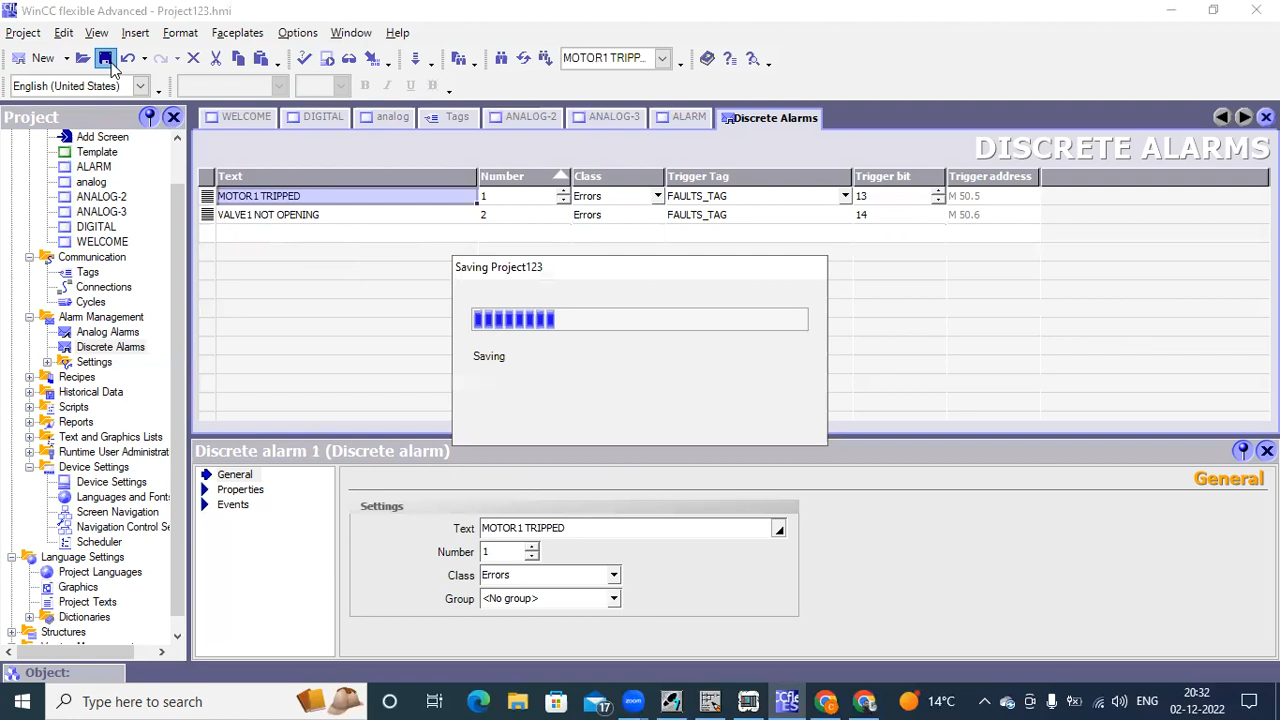 WinCC flexible Advanced - Project123.hmi
Project Edit View Insert Format Faceplates Options Window Help
New MOTOR1 TRIPP...
English (United States) B I U B
Project
WELCOME DIGITAL analog Tags ANALOG-2 ANALOG-3 ALARM Discrete Alarms
DISCRETE ALARMS
Add Screen
Template
ALARM
analog
ANALOG-2
ANALOG-3
DIGITAL
WELCOME
Communication
Tags
Connections
Cycles
Alarm Management
Analog Alarms
Discrete Alarms
Settings
Recipes
Historical Data
Scripts
Reports
Text and Graphics Lists
Runtime User Administrat
Device Settings
Device Settings
Languages and Fonts
Screen Navigation
Navigation Control Se
Scheduler
Language Settings
Project Languages
Graphics
Project Texts
Dictionaries
Structures
Text Number Class Trigger Tag Trigger bit Trigger address
MOTOR1 TRIPPED 1 Errors FAULTS_TAG 13 M 50.5
VALVE1 NOT OPENING 2 Errors FAULTS_TAG 14 M 50.6
Saving Project123
Saving
Discrete alarm 1 (Discrete alarm)
General
Properties
Events
General
Settings
Text MOTOR1 TRIPPED
Number 1
Class Errors
Group <No group>
Object:
Type here to search 17 14°C ENG 20:32
02-12-2022